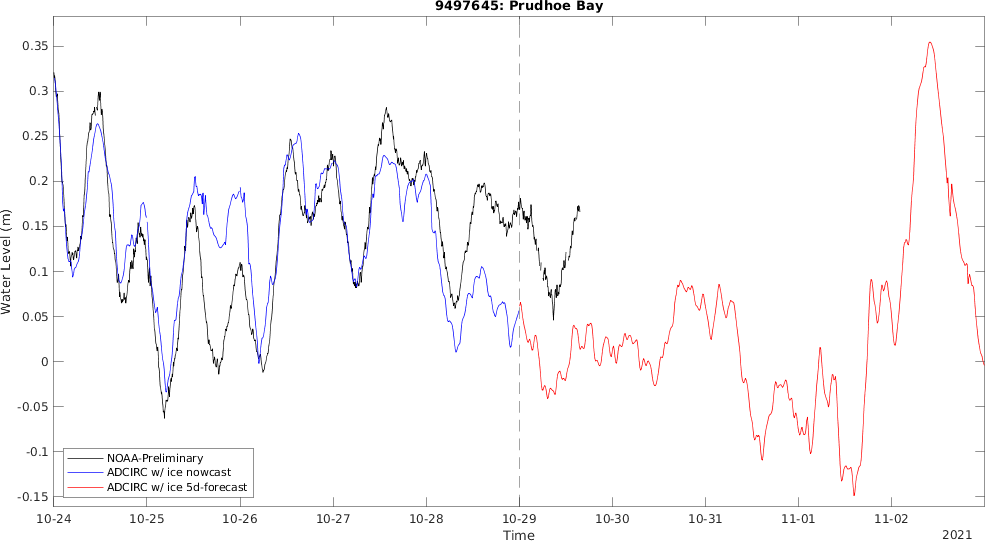 9497645: Prudhoe Bay
Water Level (m)
0.35
0.3
0.25
0.2
0.15
0.1
0.05
0
-0.05
-0.1
-0.15
NOAA-Preliminary
ADCIRC w/ ice nowcast
ADCIRC w/ ice 5d-forecast
10-24 10-25 10-26 10-27 10-28 10-29 10-30 10-31 11-01 11-02
Time
2021